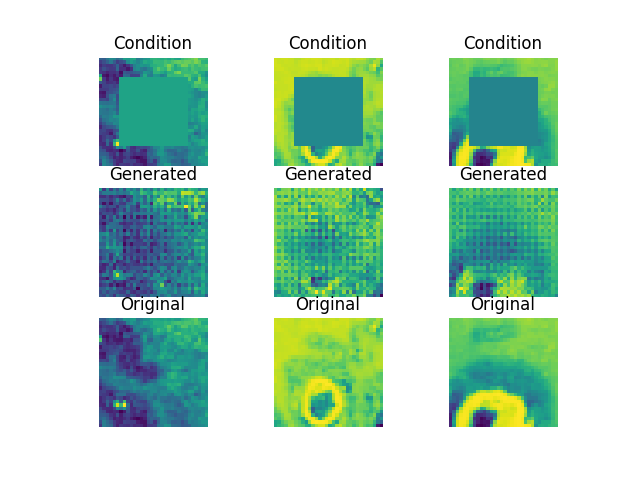 Condition Condition Condition
Generated Generated Generated
Original Original Original